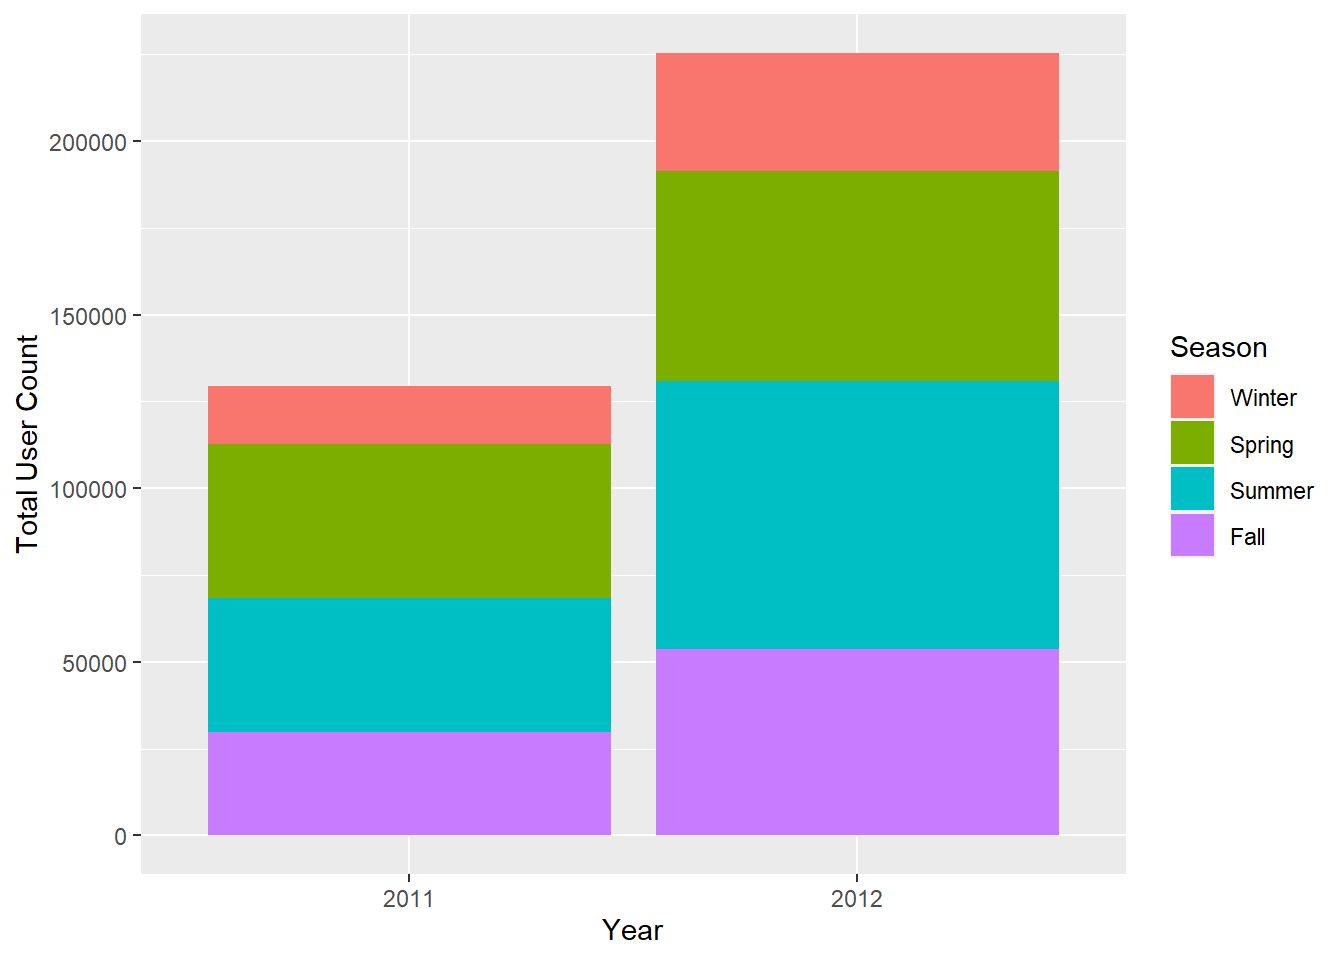 Total User Count
200000
150000
100000
50000
0
2011
2012
Year
Season
Winter
Spring
Summer
Fall